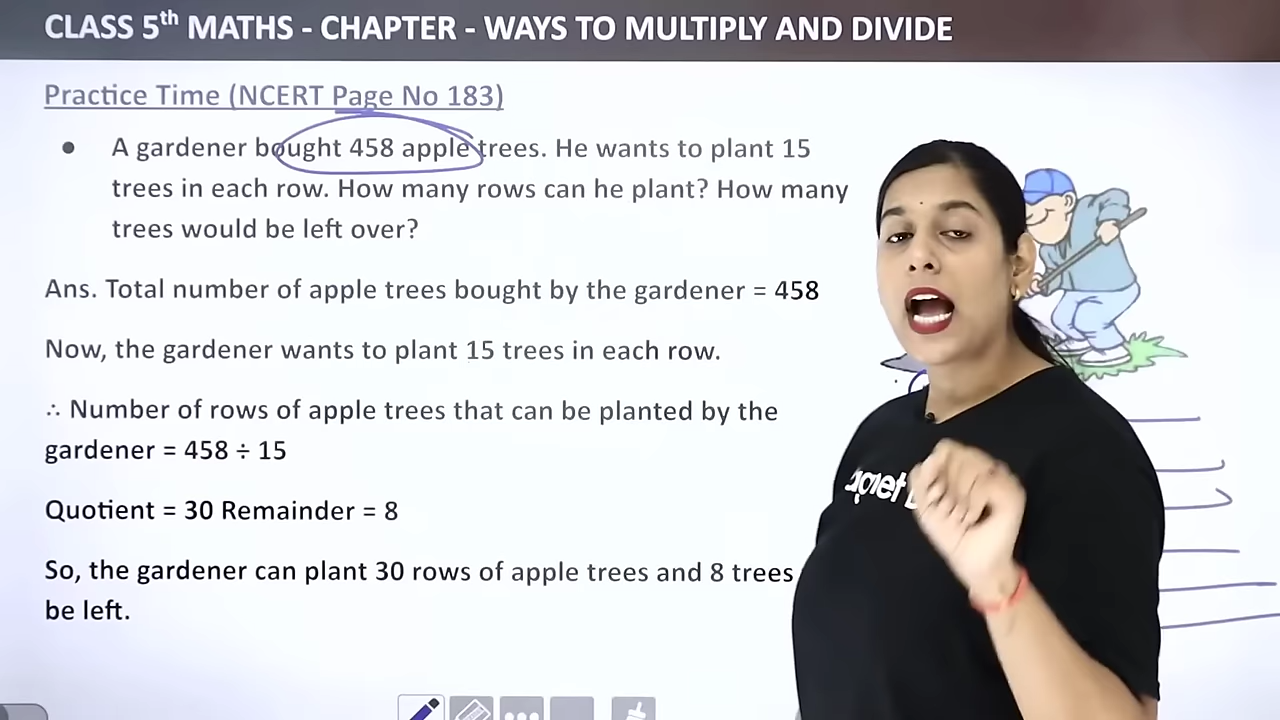 CLASS 5th MATHS - CHAPTER - WAYS TO MULTIPLY AND DIVIDE
Practice Time (NCERT Page No 183)
• A gardener bought 458 apple trees. He wants to plant 15
trees in each row. How many rows can he plant? How many
trees would be left over?
Ans. Total number of apple trees bought by the gardener = 458
Now, the gardener wants to plant 15 trees in each row.
∴ Number of rows of apple trees that can be planted by the
gardener = 458 ÷ 15
Quotient = 30 Remainder = 8
So, the gardener can plant 30 rows of apple trees and 8 trees
be left.